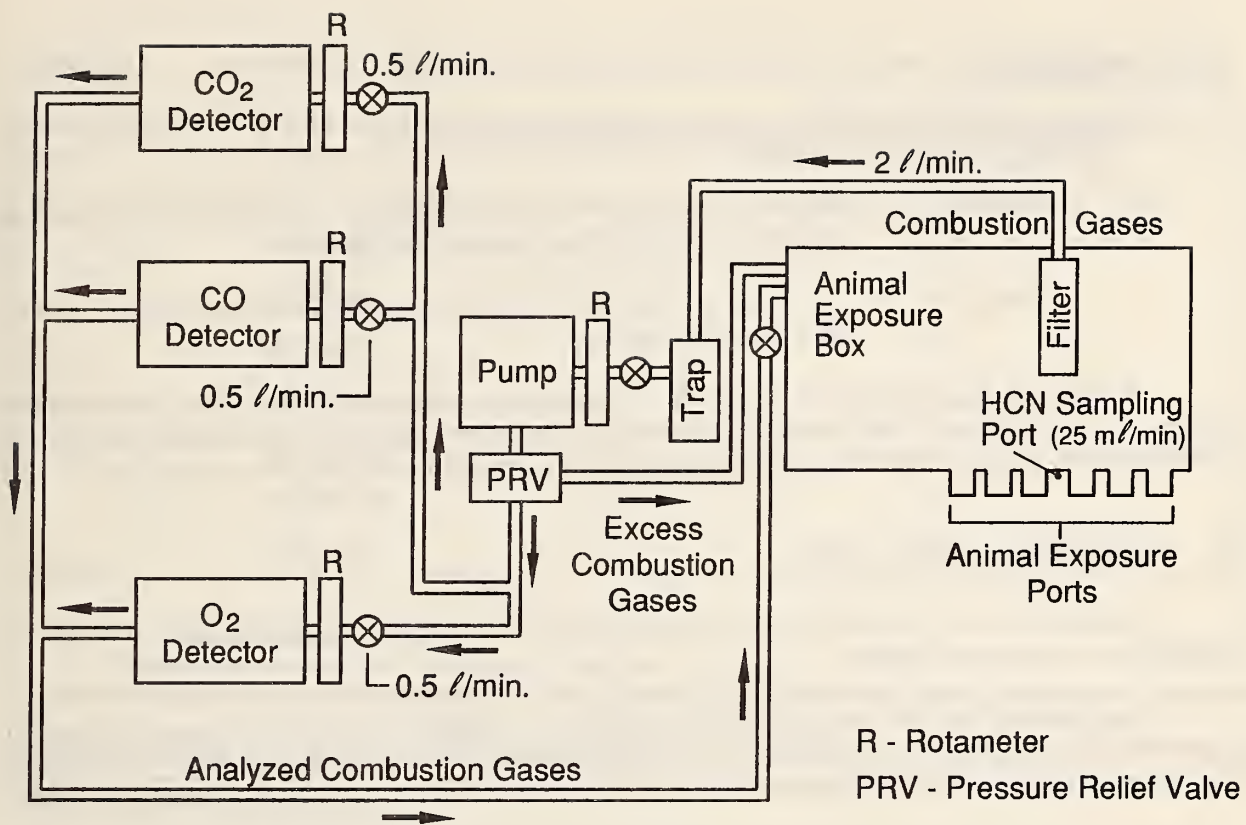 R
0.5 ℓ/min.
CO₂
Detector
2 ℓ/min.
Combustion Gases
R
CO
Detector
0.5 ℓ/min.
R
Pump
Trap
Animal
Exposure
Box
Filter
HCN Sampling
Port (25 mℓ/min)
PRV
Excess
Combustion
Gases
Animal Exposure
Ports
R
O₂
Detector
0.5 ℓ/min.
Analyzed Combustion Gases
R - Rotameter
PRV - Pressure Relief Valve